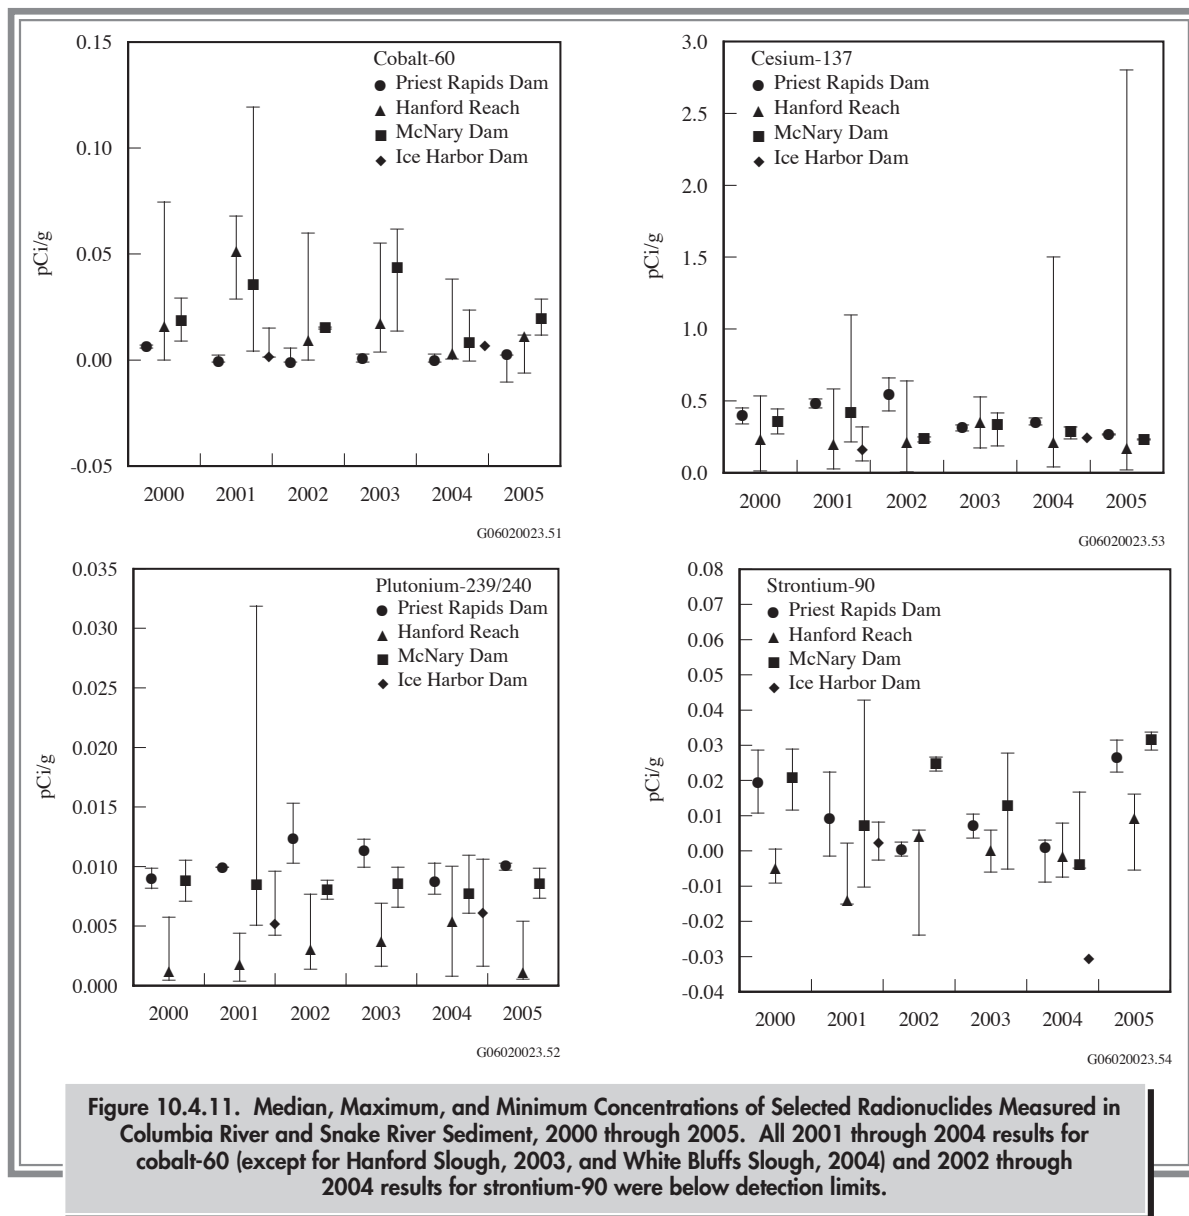 0.15
0.10
0.05
0.00
-0.05
pCi/g
Cobalt-60
Priest Rapids Dam
Hanford Reach
McNary Dam
Ice Harbor Dam
2000 2001 2002 2003 2004 2005
G06020023.51
3.0
2.5
2.0
1.5
1.0
0.5
0.0
pCi/g
Cesium-137
Priest Rapids Dam
Hanford Reach
McNary Dam
Ice Harbor Dam
2000 2001 2002 2003 2004 2005
G06020023.53
0.035
0.030
0.025
0.020
0.015
0.010
0.005
0.000
pCi/g
Plutonium-239/240
Priest Rapids Dam
Hanford Reach
McNary Dam
Ice Harbor Dam
2000 2001 2002 2003 2004 2005
G06020023.52
0.08
0.07
0.06
0.05
0.04
0.03
0.02
0.01
0.00
-0.01
-0.02
-0.03
-0.04
pCi/g
Strontium-90
Priest Rapids Dam
Hanford Reach
McNary Dam
Ice Harbor Dam
2000 2001 2002 2003 2004 2005
G06020023.54
Figure 10.4.11. Median, Maximum, and Minimum Concentrations of Selected Radionuclides Measured in
Columbia River and Snake River Sediment, 2000 through 2005. All 2001 through 2004 results for
cobalt-60 (except for Hanford Slough, 2003, and White Bluffs Slough, 2004) and 2002 through
2004 results for strontium-90 were below detection limits.